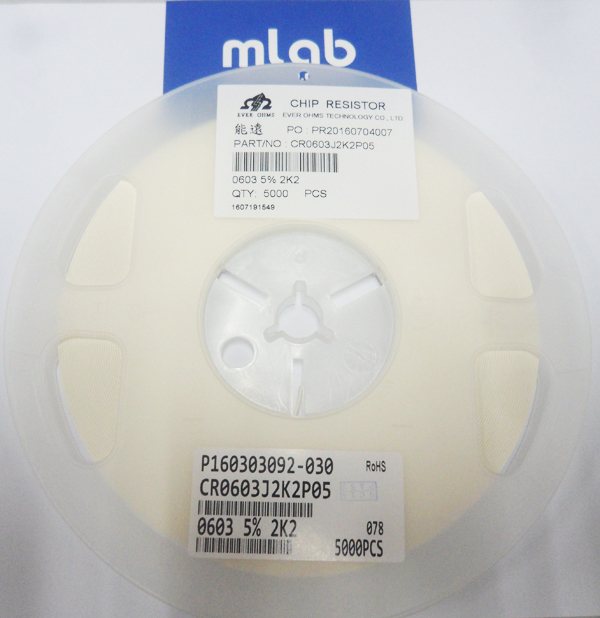 mlab
CHIP RESISTOR
EVER OHMS TECHNOLOGY CO., LTD
EVER OHMS
能遠 PO : PR20160704007
PART/NO : CR0603J2K2P05
0603 5% 2K2
QTY: 5000 PCS
1607191549
P160303092-030 RoHS
CR0603J2K2P05
0603 5% 2K2 078
5000PCS